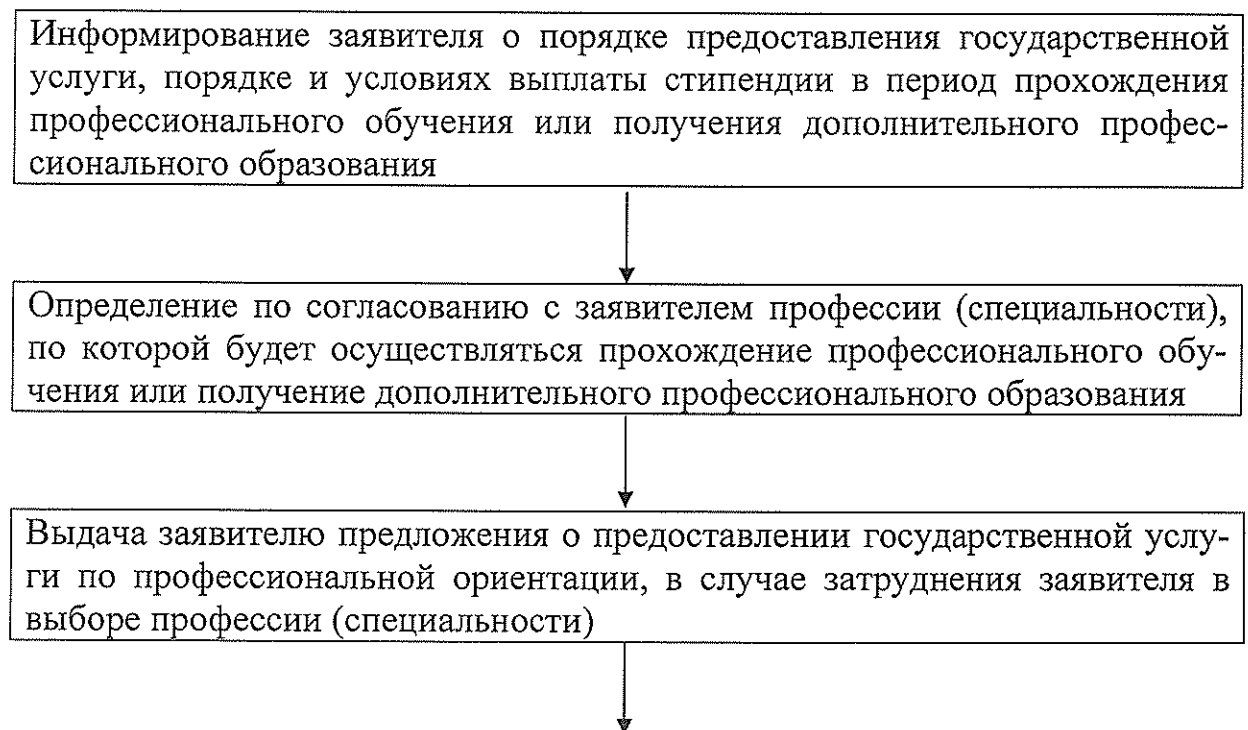 Информирование заявителя о порядке предоставления государственной
услуги, порядке и условиях выплаты стипендии в период прохождения
профессионального обучения или получения дополнительного профес-
сионального образования
Определение по согласованию с заявителем профессии (специальности),
по которой будет осуществляться прохождение профессионального обу-
чения или получение дополнительного профессионального образования
Выдача заявителю предложения о предоставлении государственной услу-
ги по профессиональной ориентации, в случае затруднения заявителя в
выборе профессии (специальности)